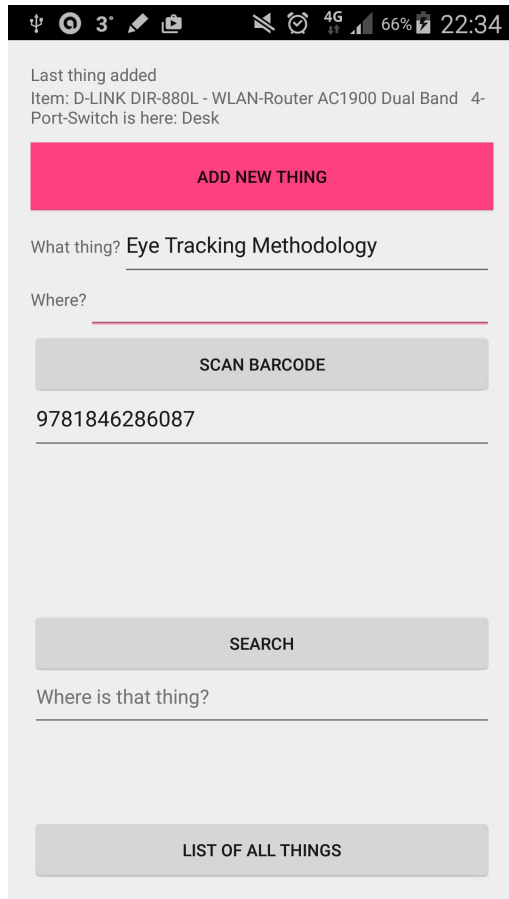 3° 4G 66% 22:34
Last thing added
Item: D-LINK DIR-880L - WLAN-Router AC1900 Dual Band 4-
Port-Switch is here: Desk
ADD NEW THING
What thing? Eye Tracking Methodology
Where?
SCAN BARCODE
9781846286087
SEARCH
Where is that thing?
LIST OF ALL THINGS